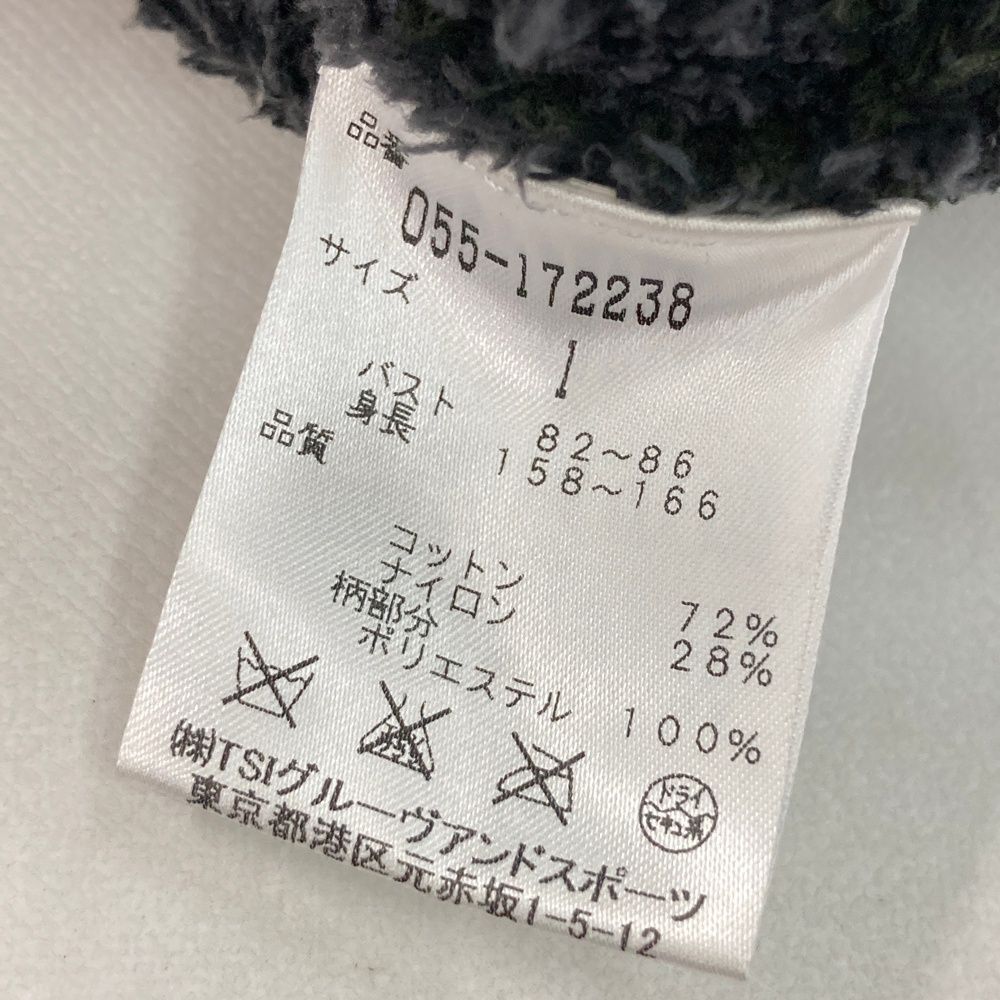 品番
055-172238
サイズ
1
バスト 82~86
身長 158~166
品質
コットン 72%
ナイロン 28%
柄部分
ポリエステル 100%
ドライ
セキユ系
㈱TSIグルーヴアンドスポーツ
東京都港区元赤坂1-5-12